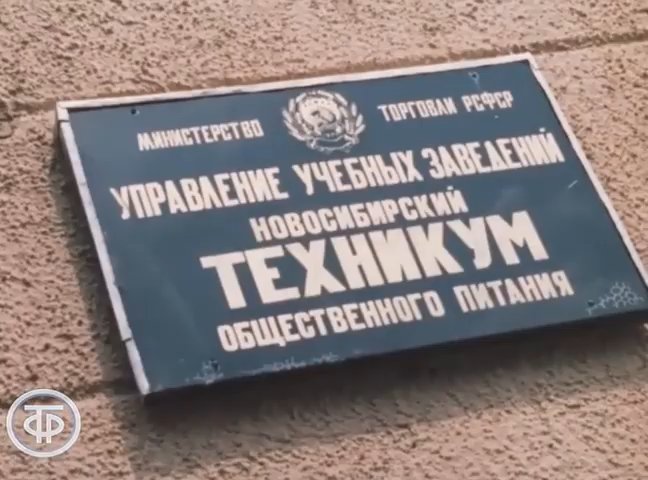 МИНИСТЕРСТВО ТОРГОВЛИ РСФСР
УПРАВЛЕНИЕ УЧЕБНЫХ ЗАВЕДЕНИЙ
НОВОСИБИРСКИЙ
ТЕХНИКУМ
ОБЩЕСТВЕННОГО ПИТАНИЯ